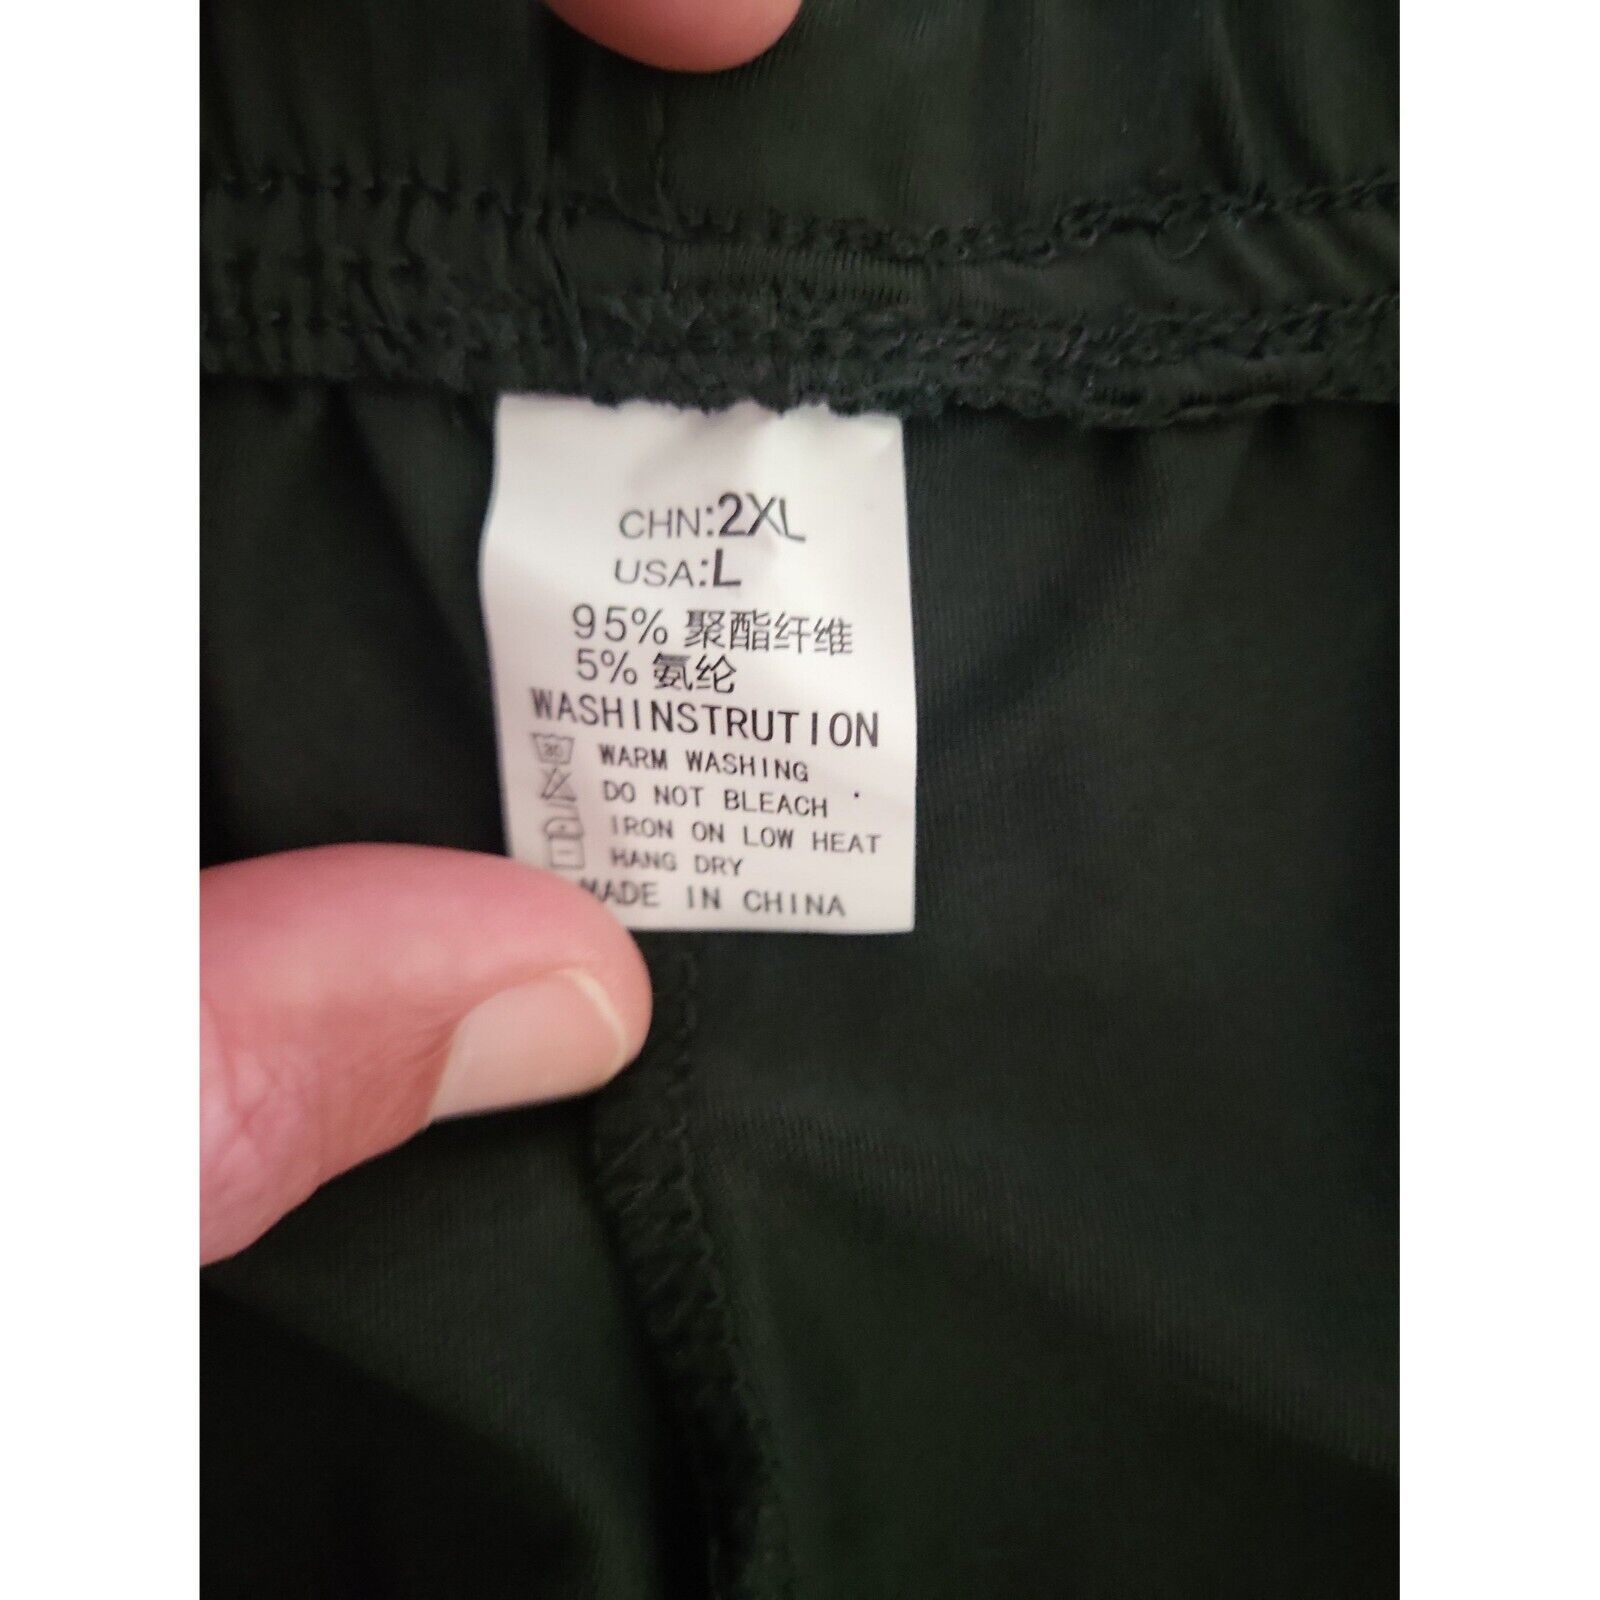 CHN:2XL
USA:L
95% 聚酯纤维
5% 氨纶
WASHINSTRUTION
30 WARM WASHING
DO NOT BLEACH
IRON ON LOW HEAT
HANG DRY
MADE IN CHINA